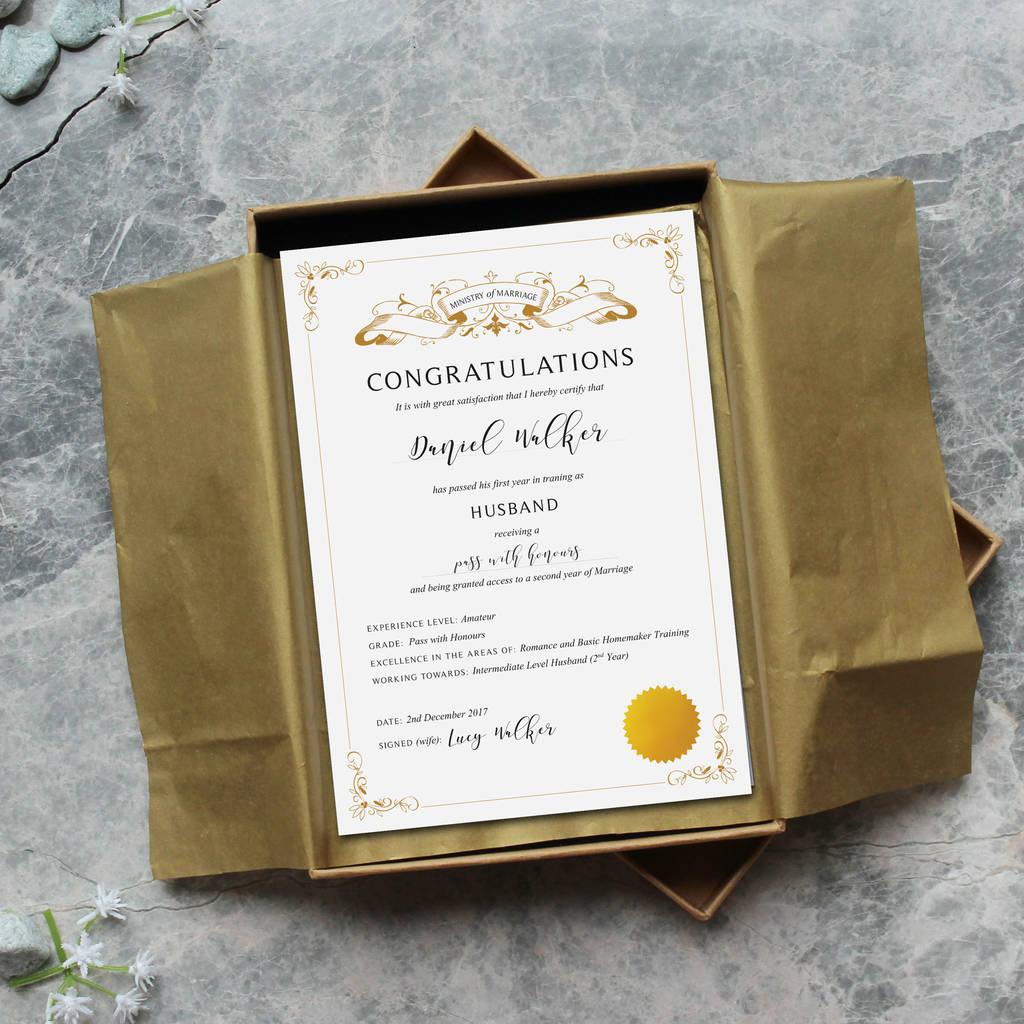 MINISTRY of MARRIAGE
CONGRATULATIONS
It is with great satisfaction that I hereby certify that
Daniel Walker
has passed his first year in traning as
HUSBAND
receiving a
pass with honours
and being granted access to a second year of Marriage
EXPERIENCE LEVEL: Amateur
GRADE: Pass with Honours
EXCELLENCE IN THE AREAS OF: Romance and Basic Homemaker Training
WORKING TOWARDS: Intermediate Level Husband (2nd Year)
DATE: 2nd December 2017
SIGNED (wife): Lucy Walker